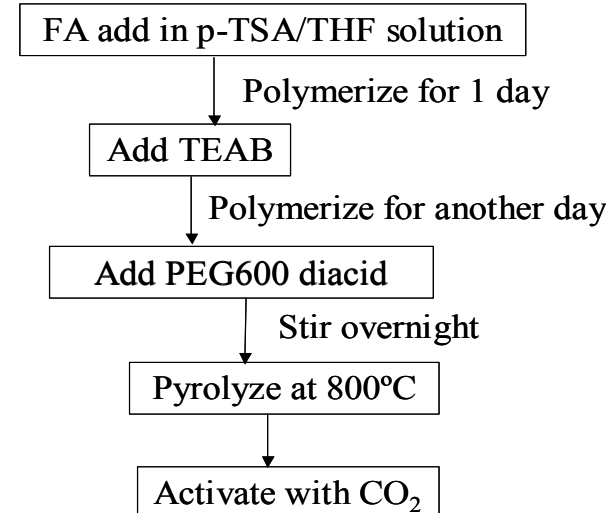 FA add in p-TSA/THF solution
Polymerize for 1 day
Add TEAB
Polymerize for another day
Add PEG600 diacid
Stir overnight
Pyrolyze at 800ºC
Activate with CO₂